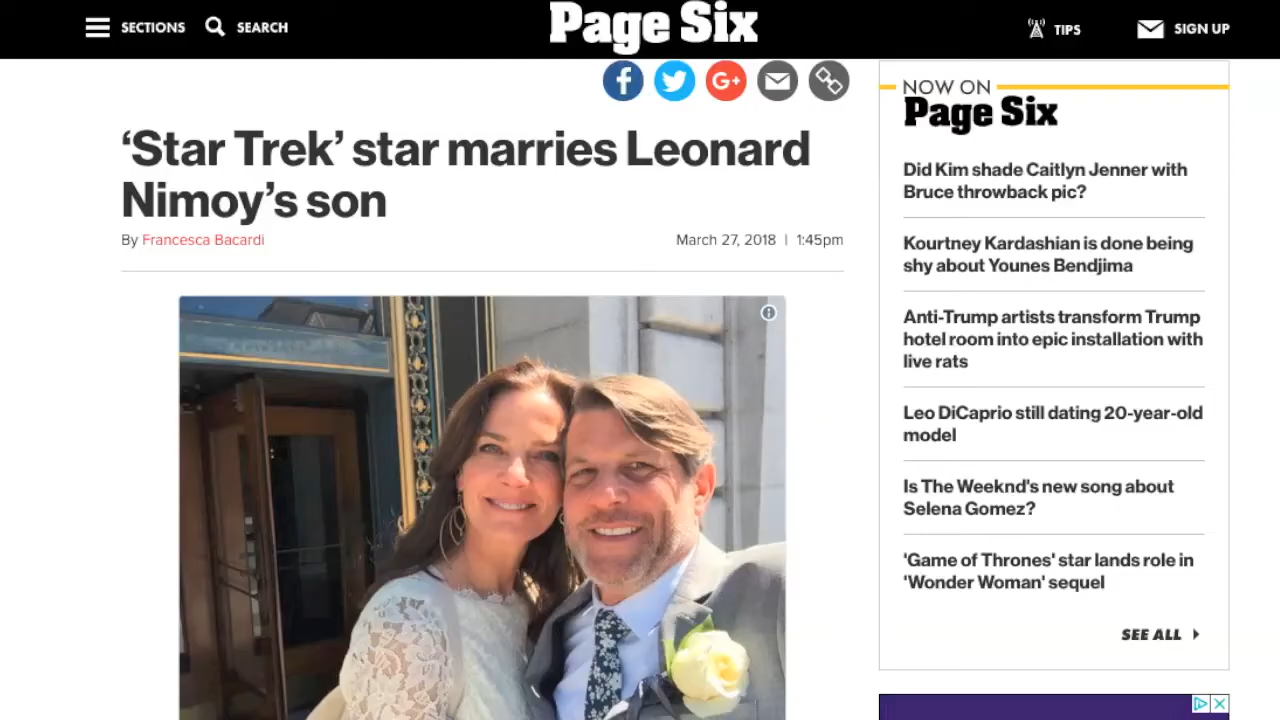 SECTIONS
SEARCH
Page Six
TIPS
SIGN UP
‘Star Trek’ star marries Leonard
Nimoy’s son
By Francesca Bacardi
March 27, 2018 | 1:45pm
NOW ON
Page Six
Did Kim shade Caitlyn Jenner with
Bruce throwback pic?
Kourtney Kardashian is done being
shy about Younes Bendjima
Anti-Trump artists transform Trump
hotel room into epic installation with
live rats
Leo DiCaprio still dating 20-year-old
model
Is The Weeknd's new song about
Selena Gomez?
'Game of Thrones' star lands role in
'Wonder Woman' sequel
SEE ALL